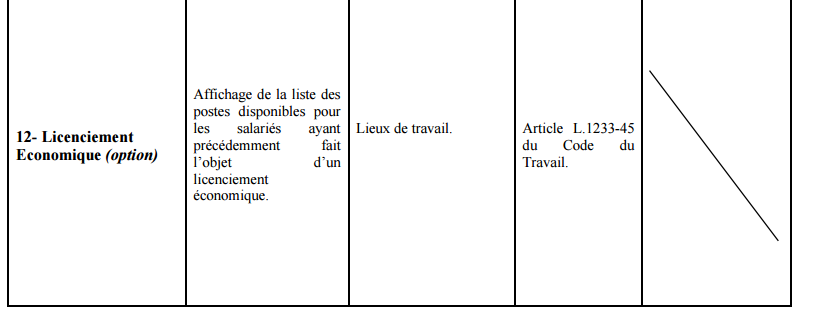 12- Licenciement
Economique (option)
Affichage de la liste des
postes disponibles pour
les salariés ayant
précédemment fait
l'objet d'un
licenciement
économique.
Lieux de travail.
Article L.1233-45
du Code du
Travail.